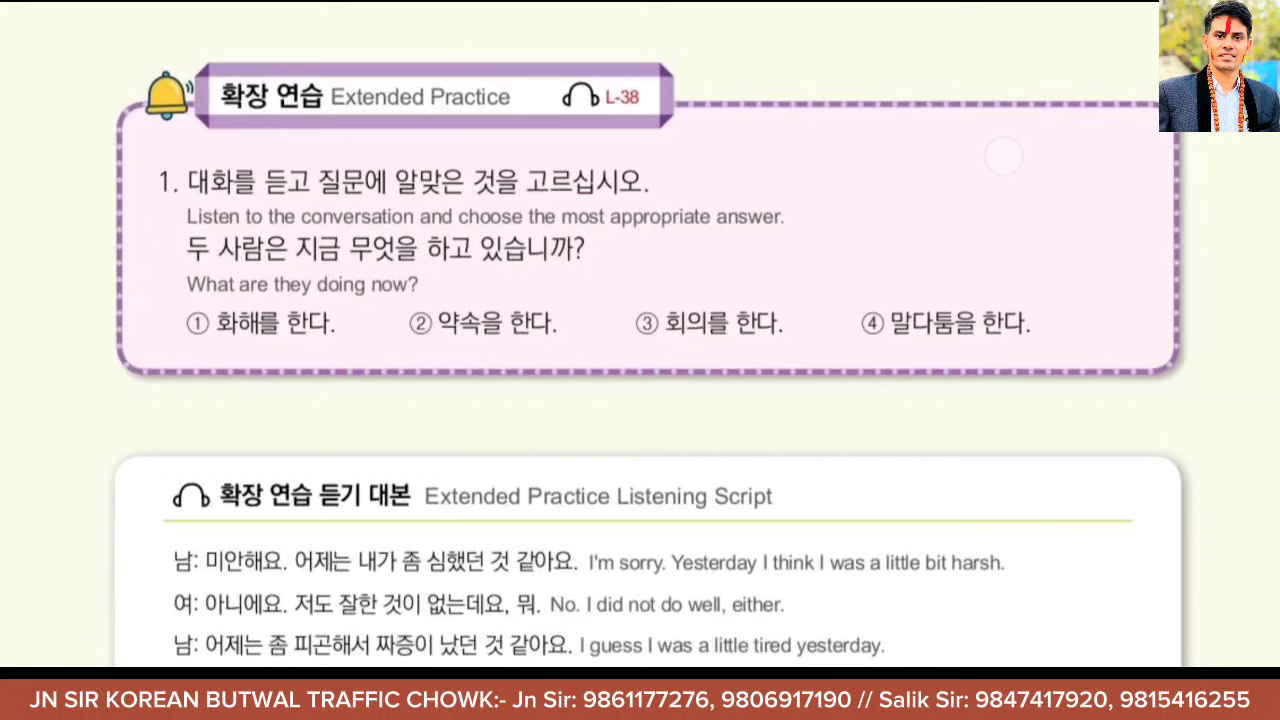 확장 연습 Extended Practice L-38
1. 대화를 듣고 질문에 알맞은 것을 고르십시오.
Listen to the conversation and choose the most appropriate answer.
두 사람은 지금 무엇을 하고 있습니까?
What are they doing now?
① 화해를 한다. ② 약속을 한다. ③ 회의를 한다. ④ 말다툼을 한다.
확장 연습 듣기 대본 Extended Practice Listening Script
남: 미안해요. 어제는 내가 좀 심했던 것 같아요. I'm sorry. Yesterday I think I was a little bit harsh.
여: 아니에요. 저도 잘한 것이 없는데요, 뭐. No. I did not do well, either.
남: 어제는 좀 피곤해서 짜증이 났던 것 같아요. I guess I was a little tired yesterday.
JN SIR KOREAN BUTWAL TRAFFIC CHOWK:- Jn Sir: 9861177276, 9806917190 // Salik Sir: 9847417920, 9815416255